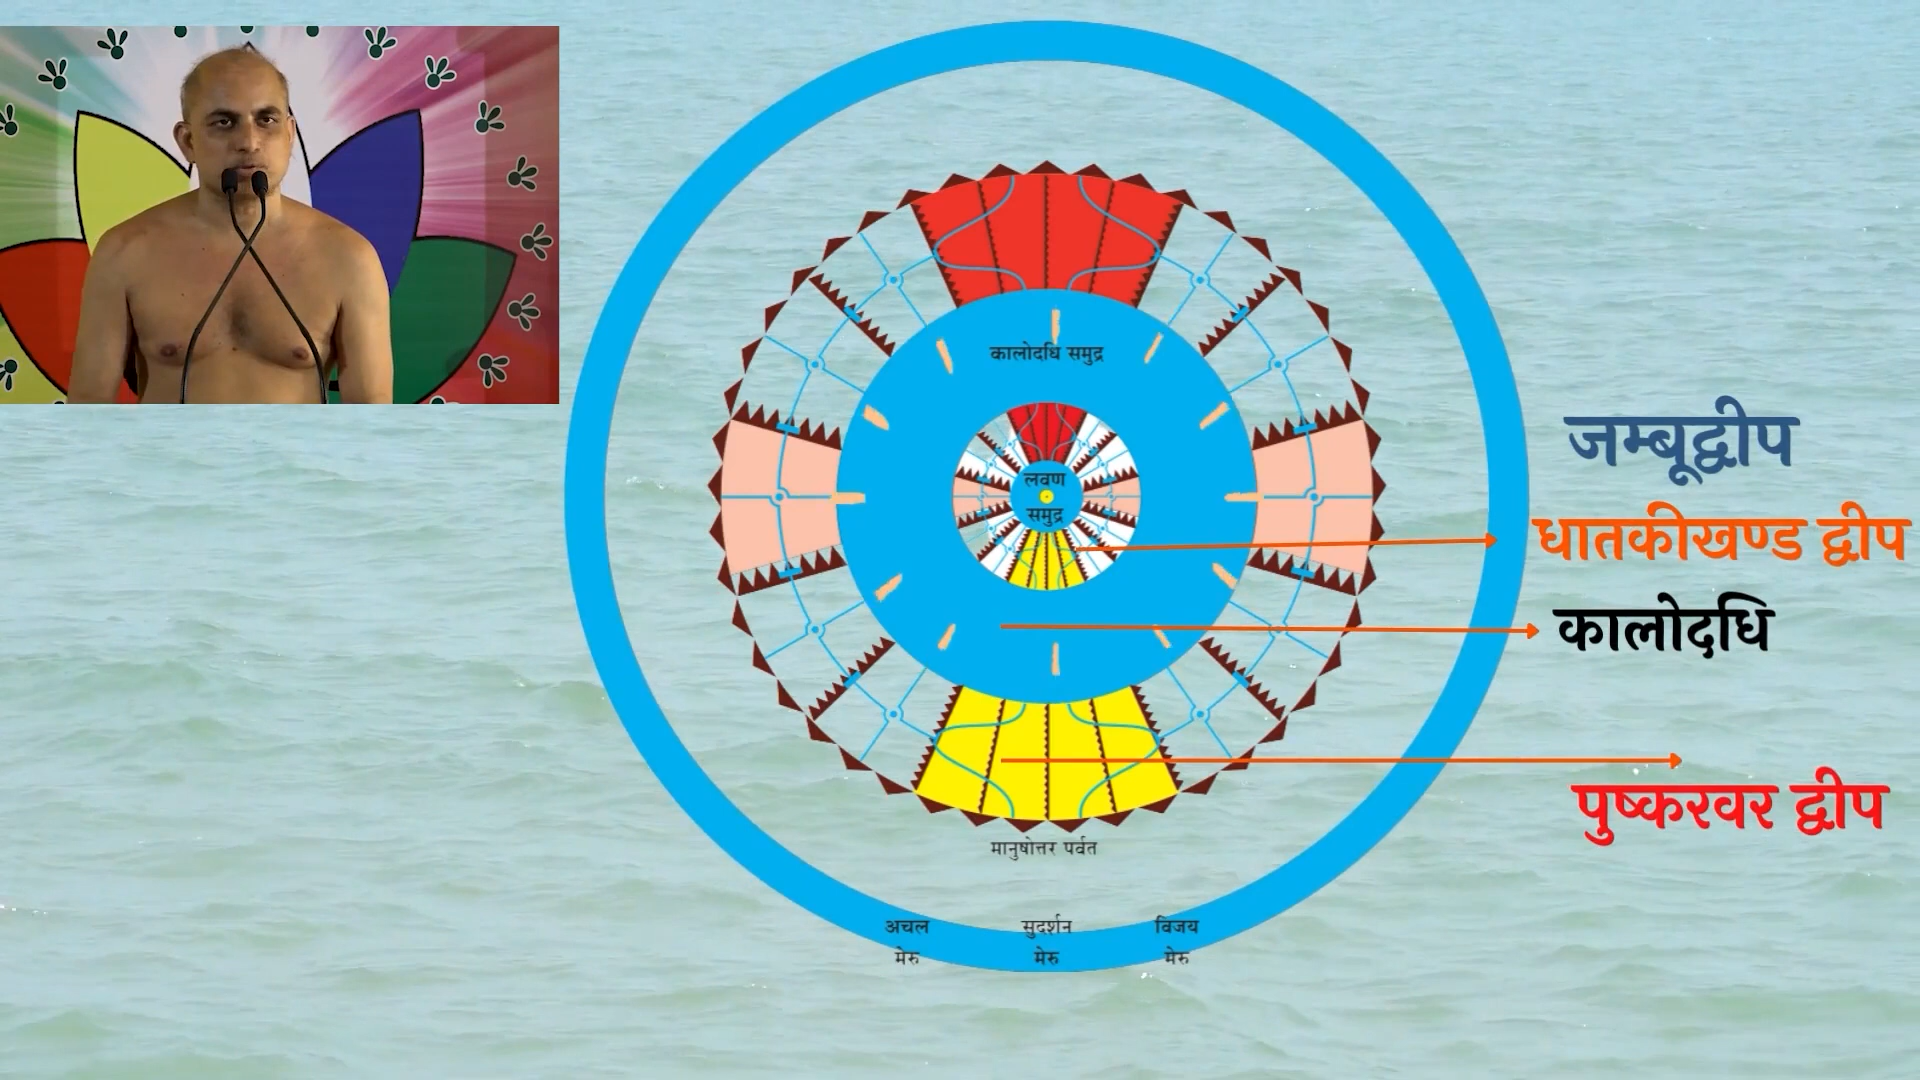 कालोदधि समुद्र
लवण
समुद्र
जम्बूद्वीप
धातकीखण्ड द्वीप
कालोदधि
पुष्करवर द्वीप
मानुषोत्तर पर्वत
अचल सुदर्शन विजय
मेरु मेरु मेरु